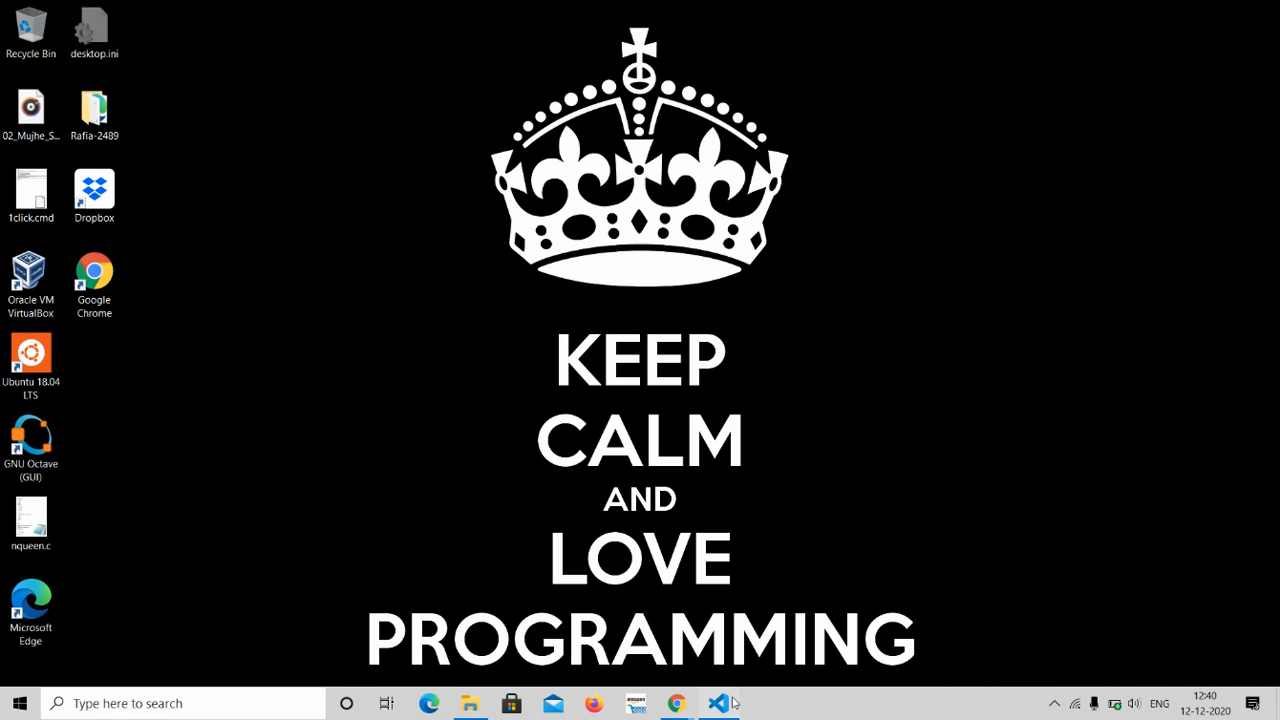 Recycle Bin
desktop.ini
02_Mujhe_S...
Rafia-2489
1click.cmd
Dropbox
Oracle VM
VirtualBox
Google
Chrome
Ubuntu 18.04
LTS
GNU Octave
(GUI)
nqueen.c
Microsoft
Edge
KEEP
CALM
AND
LOVE
PROGRAMMING
Type here to search
amazon
ENG
12:40
12-12-2020